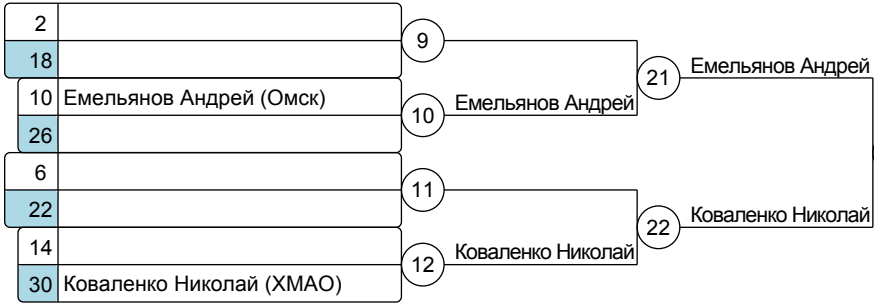 2
18
9
10 Емельянов Андрей (Омск)
26
10
Емельянов Андрей
21
Емельянов Андрей
6
22
11
14
30 Коваленко Николай (ХМАО)
12
Коваленко Николай
22
Коваленко Николай